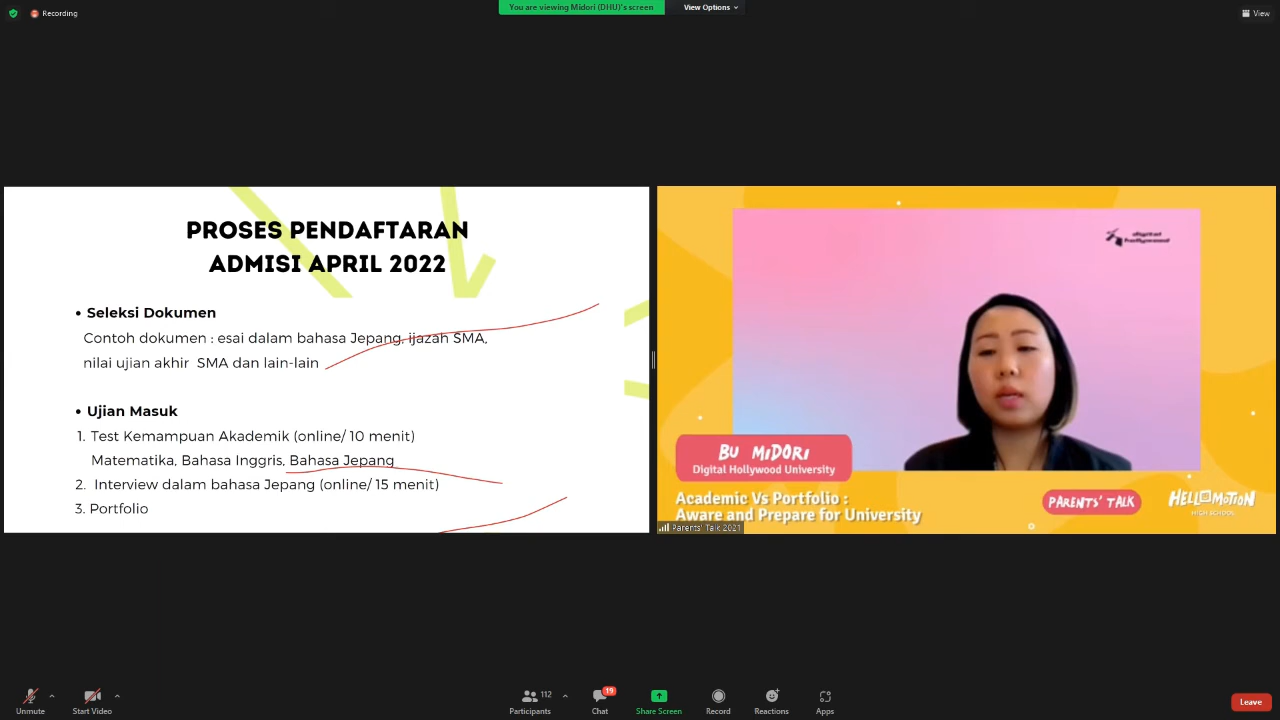 Recording
You are viewing Midori (DHU)'s screen
View Options
View
PROSES PENDAFTARAN
ADMISI APRIL 2022
• Seleksi Dokumen
Contoh dokumen : esai dalam bahasa Jepang, ijazah SMA,
nilai ujian akhir SMA dan lain-lain
• Ujian Masuk
1. Test Kemampuan Akademik (online/ 10 menit)
Matematika, Bahasa Inggris, Bahasa Jepang
2. Interview dalam bahasa Jepang (online/ 15 menit)
3. Portfolio
digital
hollywood
BU MIDORI
Digital Hollywood University
Academic Vs Portfolio :
Aware and Prepare for University
PARENTS' TALK
HELLOMOTION
HIGH SCHOOL
Parents' Talk 2021
Unmute
Start Video
112
Participants
19
Chat
Share Screen
Record
Reactions
Apps
Leave